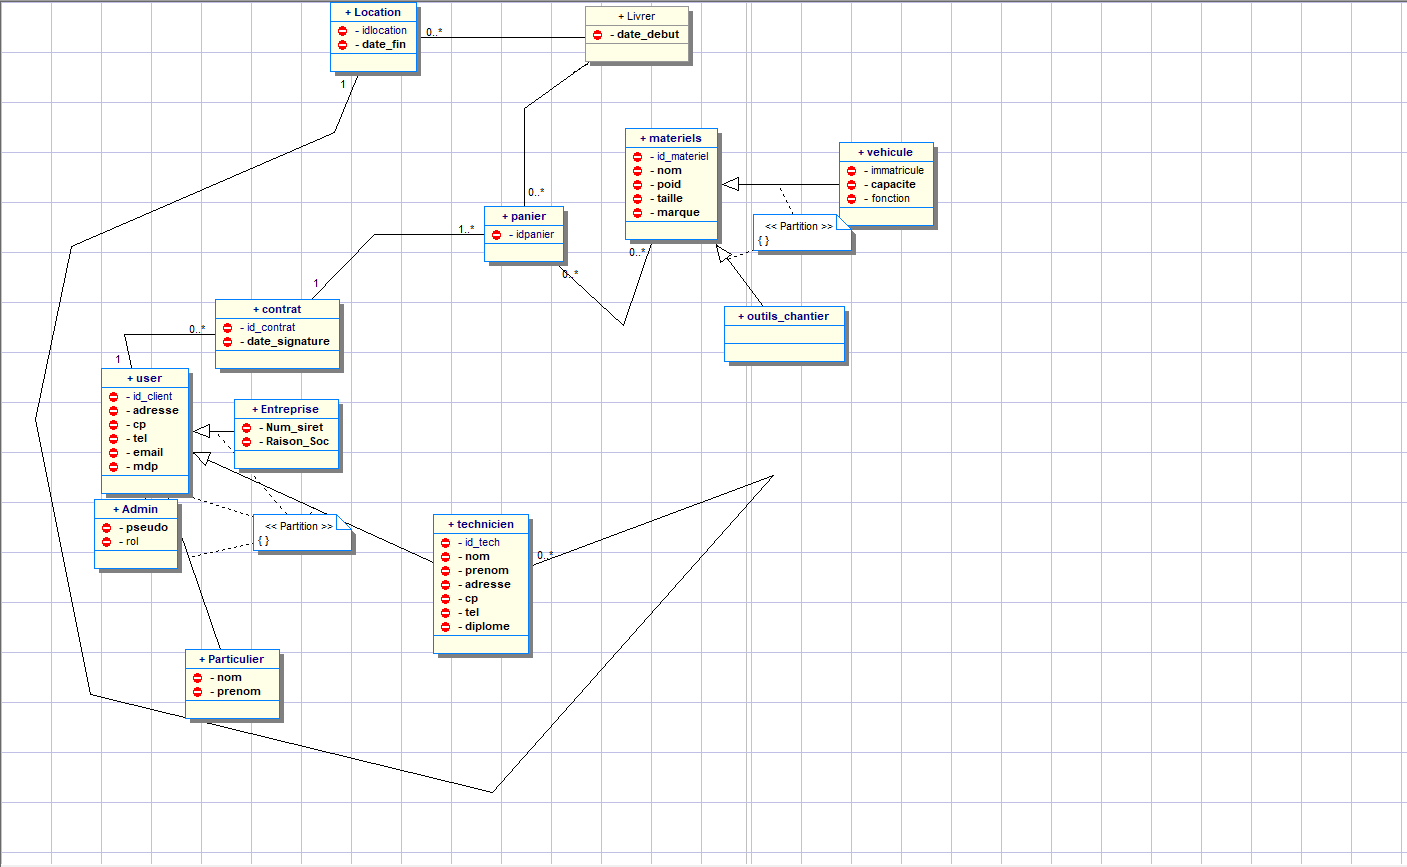 + Location
- idlocation
- date_fin
0..*
1
+ Livrer
- date_debut
0..*
+ materiels
- id_materiel
- nom
- poid
- taille
- marque
0..*
+ vehicule
- immatricule
- capacite
- fonction
<< Partition >>
{ }
+ outils_chantier
+ panier
- idpanier
1..*
0..*
1
+ contrat
- id_contrat
- date_signature
0..*
1
+ user
- id_client
- adresse
- cp
- tel
- email
- mdp
+ Entreprise
- Num_siret
- Raison_Soc
+ Admin
- pseudo
- rol
<< Partition >>
{ }
+ technicien
- id_tech
- nom
- prenom
- adresse
- cp
- tel
- diplome
0..*
+ Particulier
- nom
- prenom